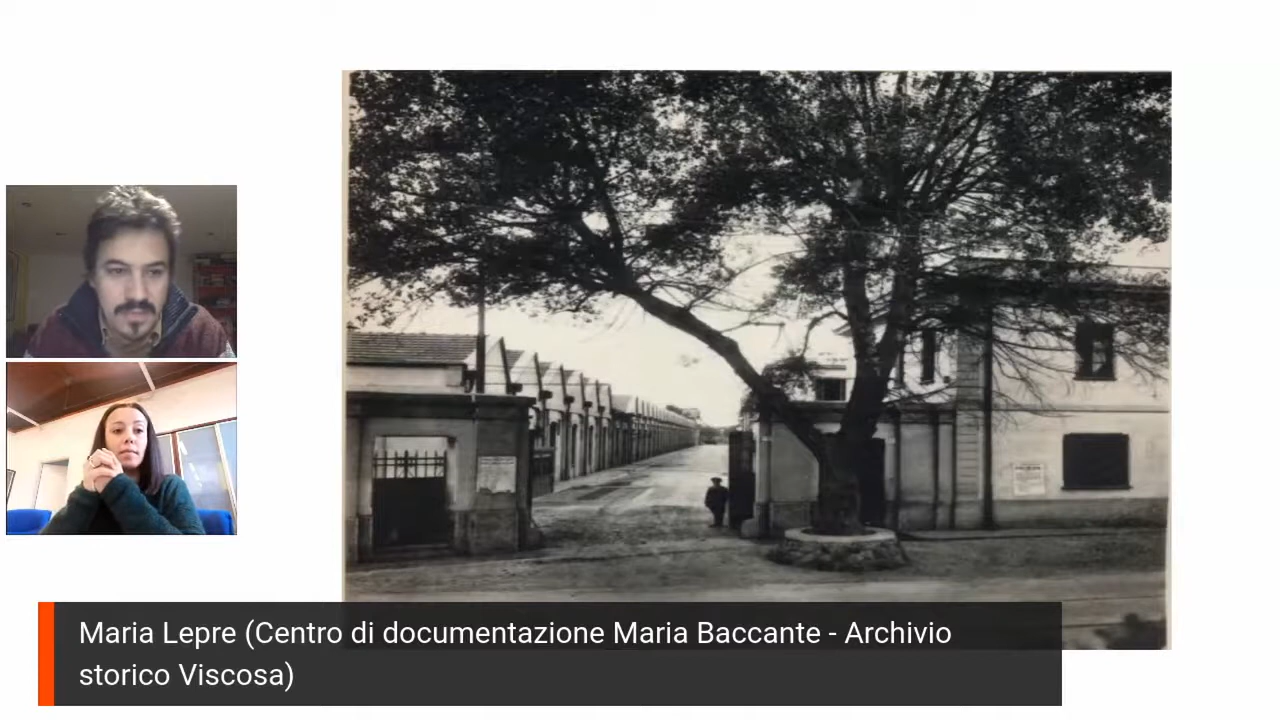 Maria Lepre (Centro di documentazione Maria Baccante - Archivio
storico Viscosa)